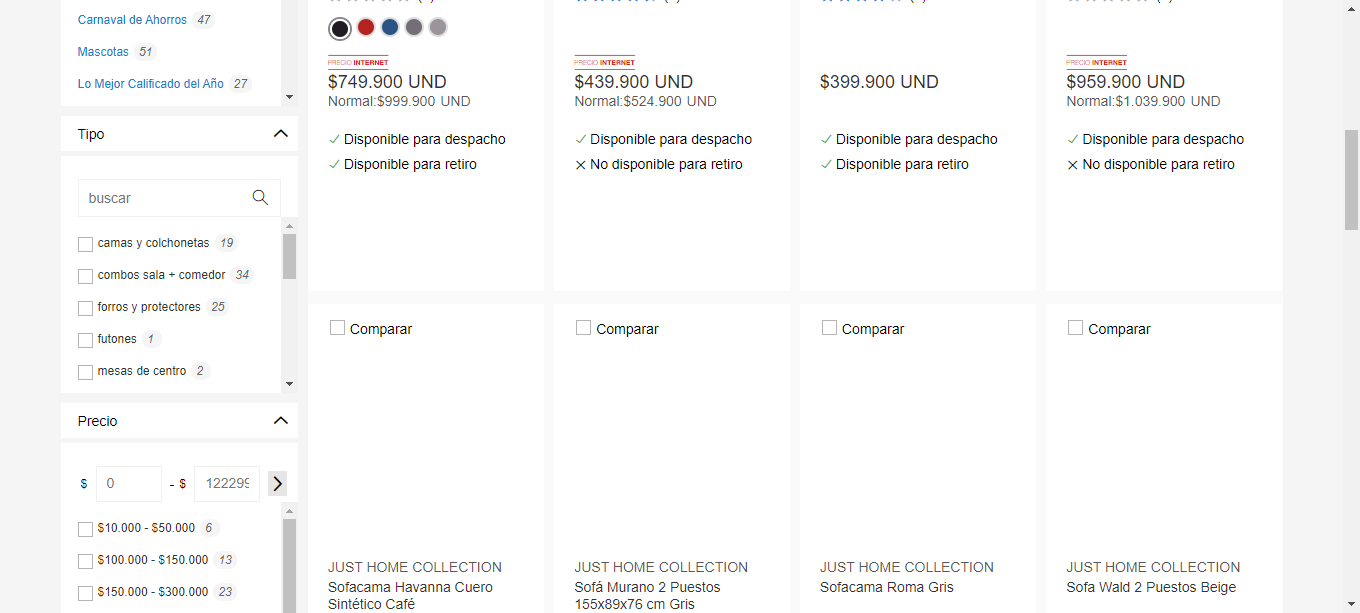 Carnaval de Ahorros 47
Mascotas 51
Lo Mejor Calificado del Año 27
Tipo
buscar
camas y colchonetas 19
combos sala + comedor 34
forros y protectores 25
futones 1
mesas de centro 2
Precio
$ 0 - $ 122299
$10.000 - $50.000 6
$100.000 - $150.000 13
$150.000 - $300.000 23
PRECIO INTERNET
$749.900 UND
Normal:$999.900 UND
Disponible para despacho
Disponible para retiro
PRECIO INTERNET
$439.900 UND
Normal:$524.900 UND
Disponible para despacho
No disponible para retiro
$399.900 UND
Disponible para despacho
Disponible para retiro
PRECIO INTERNET
$959.900 UND
Normal:$1.039.900 UND
Disponible para despacho
No disponible para retiro
Comparar
JUST HOME COLLECTION
Sofacama Havanna Cuero
Sintético Café
Comparar
JUST HOME COLLECTION
Sofá Murano 2 Puestos
155x89x76 cm Gris
Comparar
JUST HOME COLLECTION
Sofacama Roma Gris
Comparar
JUST HOME COLLECTION
Sofa Wald 2 Puestos Beige